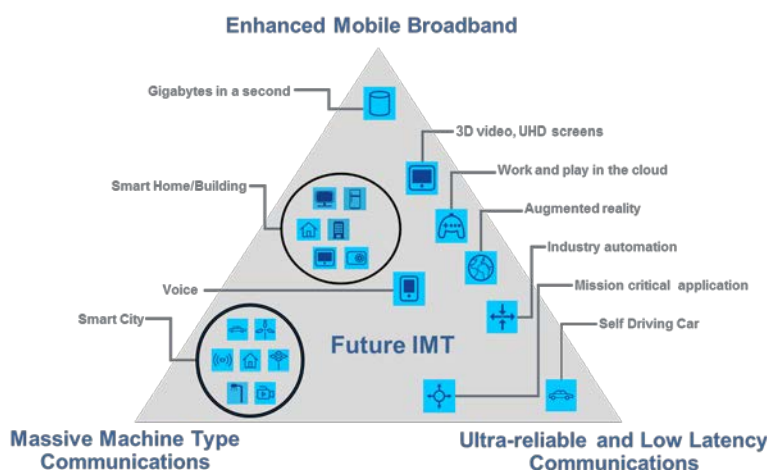 Enhanced Mobile Broadband
Gigabytes in a second
3D video, UHD screens
Work and play in the cloud
Smart Home/Building
Augmented reality
Industry automation
Voice
Mission critical application
Smart City
Self Driving Car
Future IMT
Massive Machine Type
Communications
Ultra-reliable and Low Latency
Communications